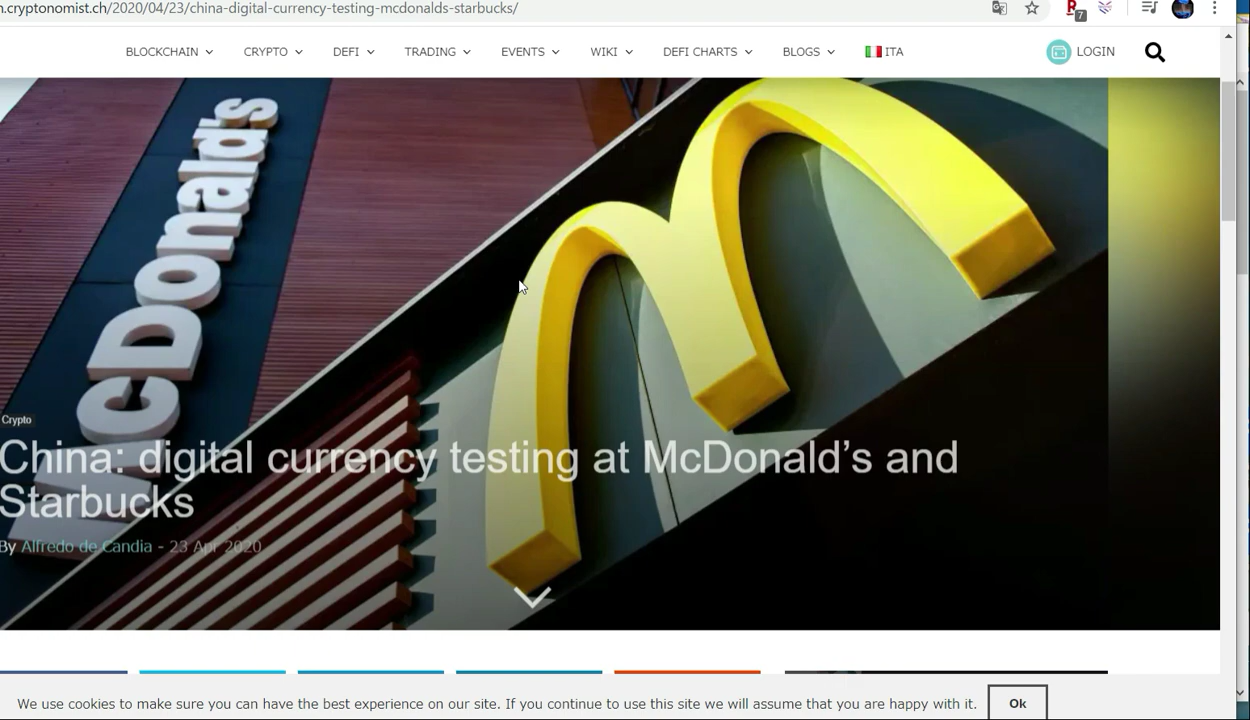 n.cryptonomist.ch/2020/04/23/china-digital-currency-testing-mcdonalds-starbucks/
7
BLOCKCHAIN CRYPTO DEFI TRADING EVENTS WIKI DEFI CHARTS BLOGS ITA LOGIN
McDonald's
Crypto
China: digital currency testing at McDonald’s and
Starbucks
By Alfredo de Candia - 23 Apr 2020
We use cookies to make sure you can have the best experience on our site. If you continue to use this site we will assume that you are happy with it. Ok